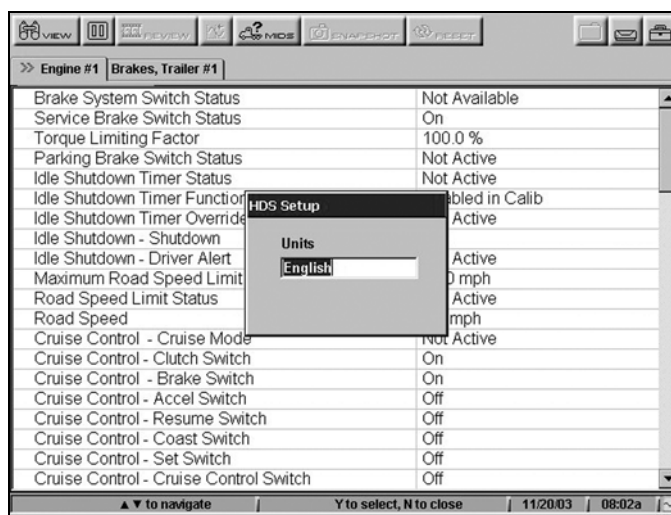 VIEW REVIEW MIDS SNAPSHOT RESET
>> Engine #1 Brakes, Trailer #1
Brake System Switch Status Not Available
Service Brake Switch Status On
Torque Limiting Factor 100.0 %
Parking Brake Switch Status Not Active
Idle Shutdown Timer Status Not Active
Idle Shutdown Timer Function bled in Calib
Idle Shutdown Timer Override Active
Idle Shutdown - Shutdown
Idle Shutdown - Driver Alert Active
Maximum Road Speed Limit 0 mph
Road Speed Limit Status Active
Road Speed mph
Cruise Control - Cruise Mode Not Active
Cruise Control - Clutch Switch On
Cruise Control - Brake Switch On
Cruise Control - Accel Switch Off
Cruise Control - Resume Switch Off
Cruise Control - Coast Switch Off
Cruise Control - Set Switch Off
Cruise Control - Cruise Control Switch Off
HDS Setup
Units
English
▲▼ to navigate Y to select, N to close 11/20/03 08:02a